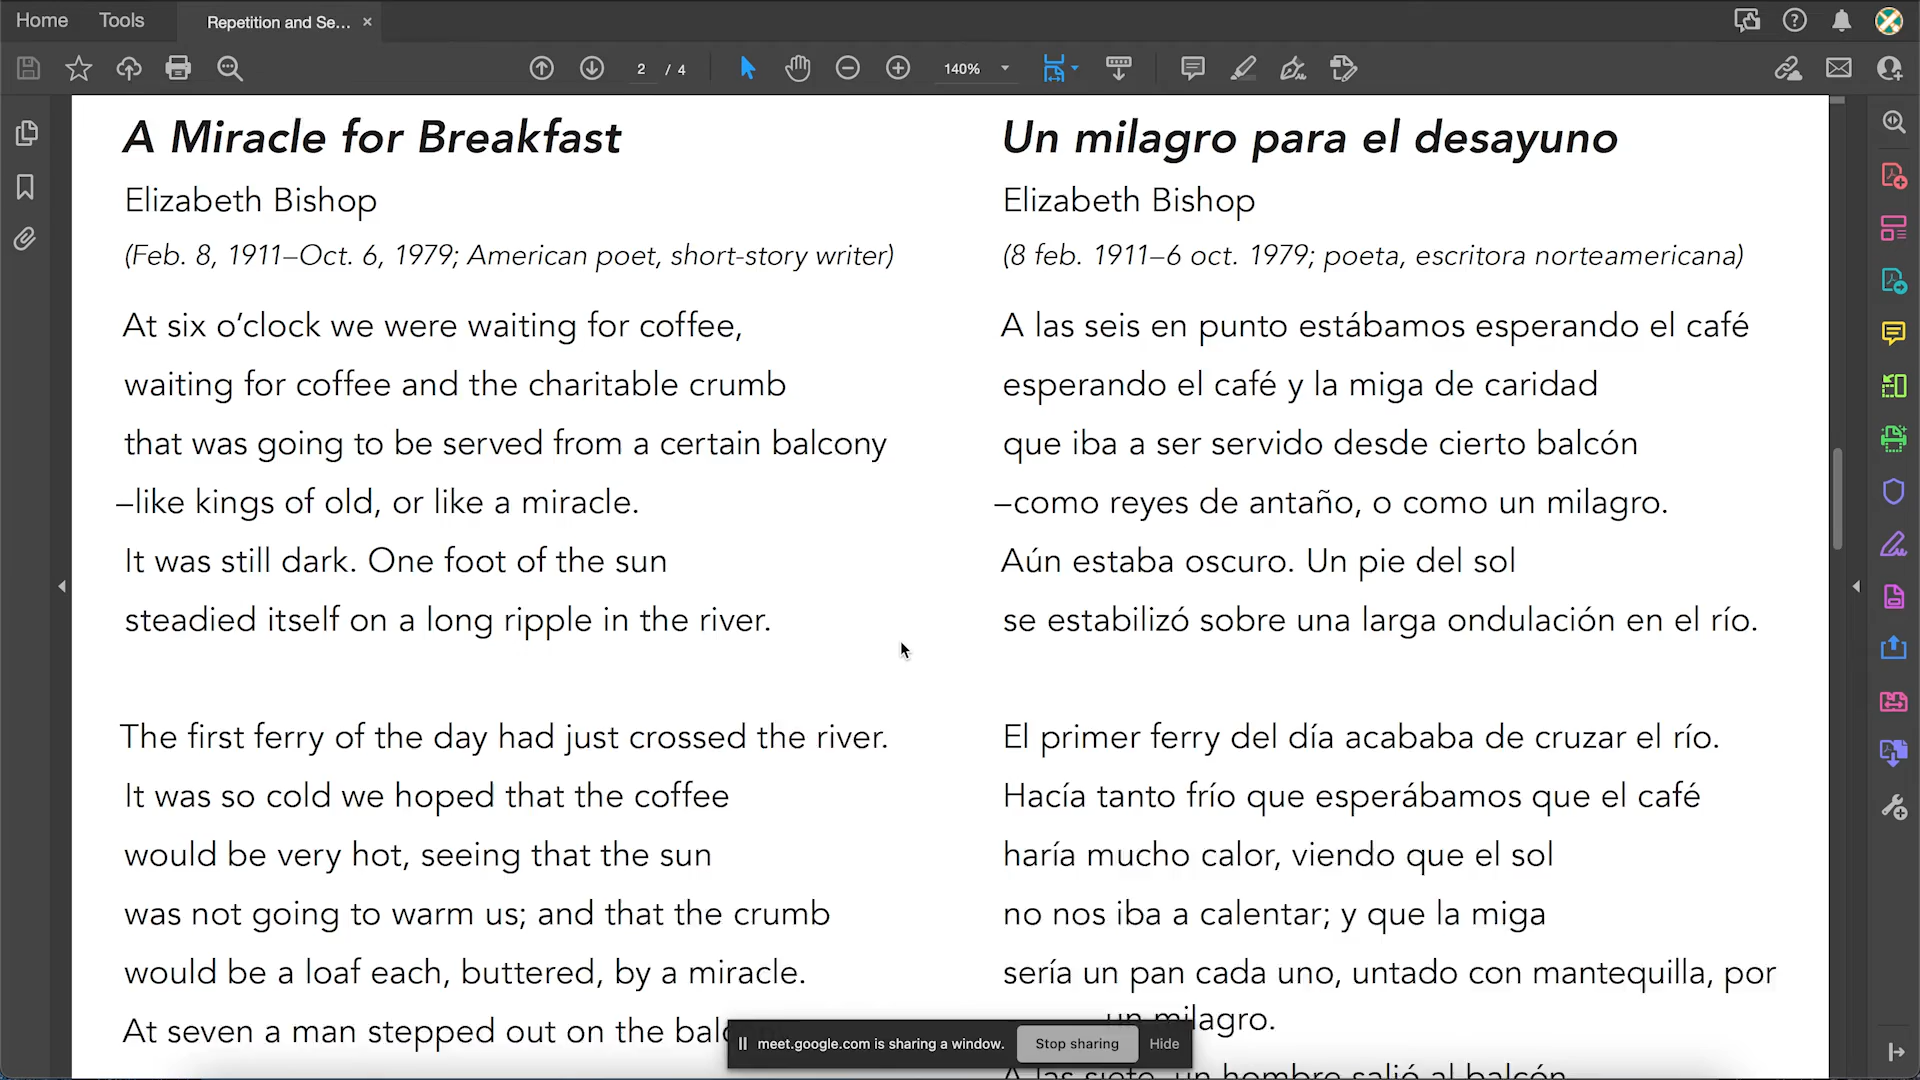 Home Tools Repetition and Se... ×
2 / 4 140%
A Miracle for Breakfast
Elizabeth Bishop
(Feb. 8, 1911–Oct. 6, 1979; American poet, short-story writer)
At six o’clock we were waiting for coffee,
waiting for coffee and the charitable crumb
that was going to be served from a certain balcony
–like kings of old, or like a miracle.
It was still dark. One foot of the sun
steadied itself on a long ripple in the river.
The first ferry of the day had just crossed the river.
It was so cold we hoped that the coffee
would be very hot, seeing that the sun
was not going to warm us; and that the crumb
would be a loaf each, buttered, by a miracle.
At seven a man stepped out on the
Un milagro para el desayuno
Elizabeth Bishop
(8 feb. 1911–6 oct. 1979; poeta, escritora norteamericana)
A las seis en punto estábamos esperando el café
esperando el café y la miga de caridad
que iba a ser servido desde cierto balcón
–como reyes de antaño, o como un milagro.
Aún estaba oscuro. Un pie del sol
se estabilizó sobre una larga ondulación en el río.
El primer ferry del día acababa de cruzar el río.
Hacía tanto frío que esperábamos que el café
haría mucho calor, viendo que el sol
no nos iba a calentar; y que la miga
sería un pan cada uno, untado con mantequilla, por
un milagro.
A las siete, un hombre salió al balcón
meet.google.com is sharing a window. Stop sharing Hide